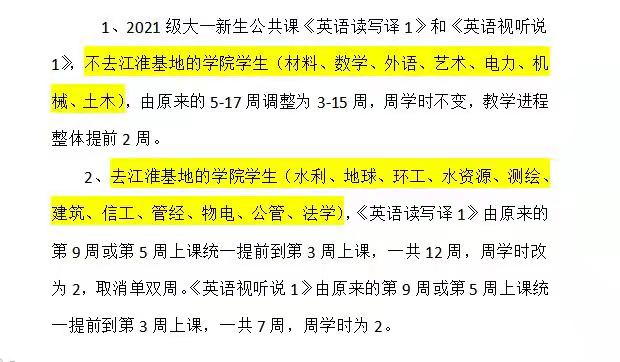 1、2021 级大一新生公共课《英语读写译 1》和《英语视听说
1》，不去江淮基地的学院学生（材料、数学、外语、艺术、电力、机
械、土木），由原来的 5-17 周调整为 3-15 周，周学时不变，教学进程
整体提前 2 周。
2、去江淮基地的学院学生（水利、地球、环工、水资源、测绘、
建筑、信工、管经、物电、公管、法学），《英语读写译 1》由原来的
第 9 周或第 5 周上课统一提前到第 3 周上课，一共 12 周，周学时改
为 2，取消单双周。《英语视听说 1》由原来的第 9 周或第 5 周上课统
一提前到第 3 周上课，一共 7 周，周学时为 2。